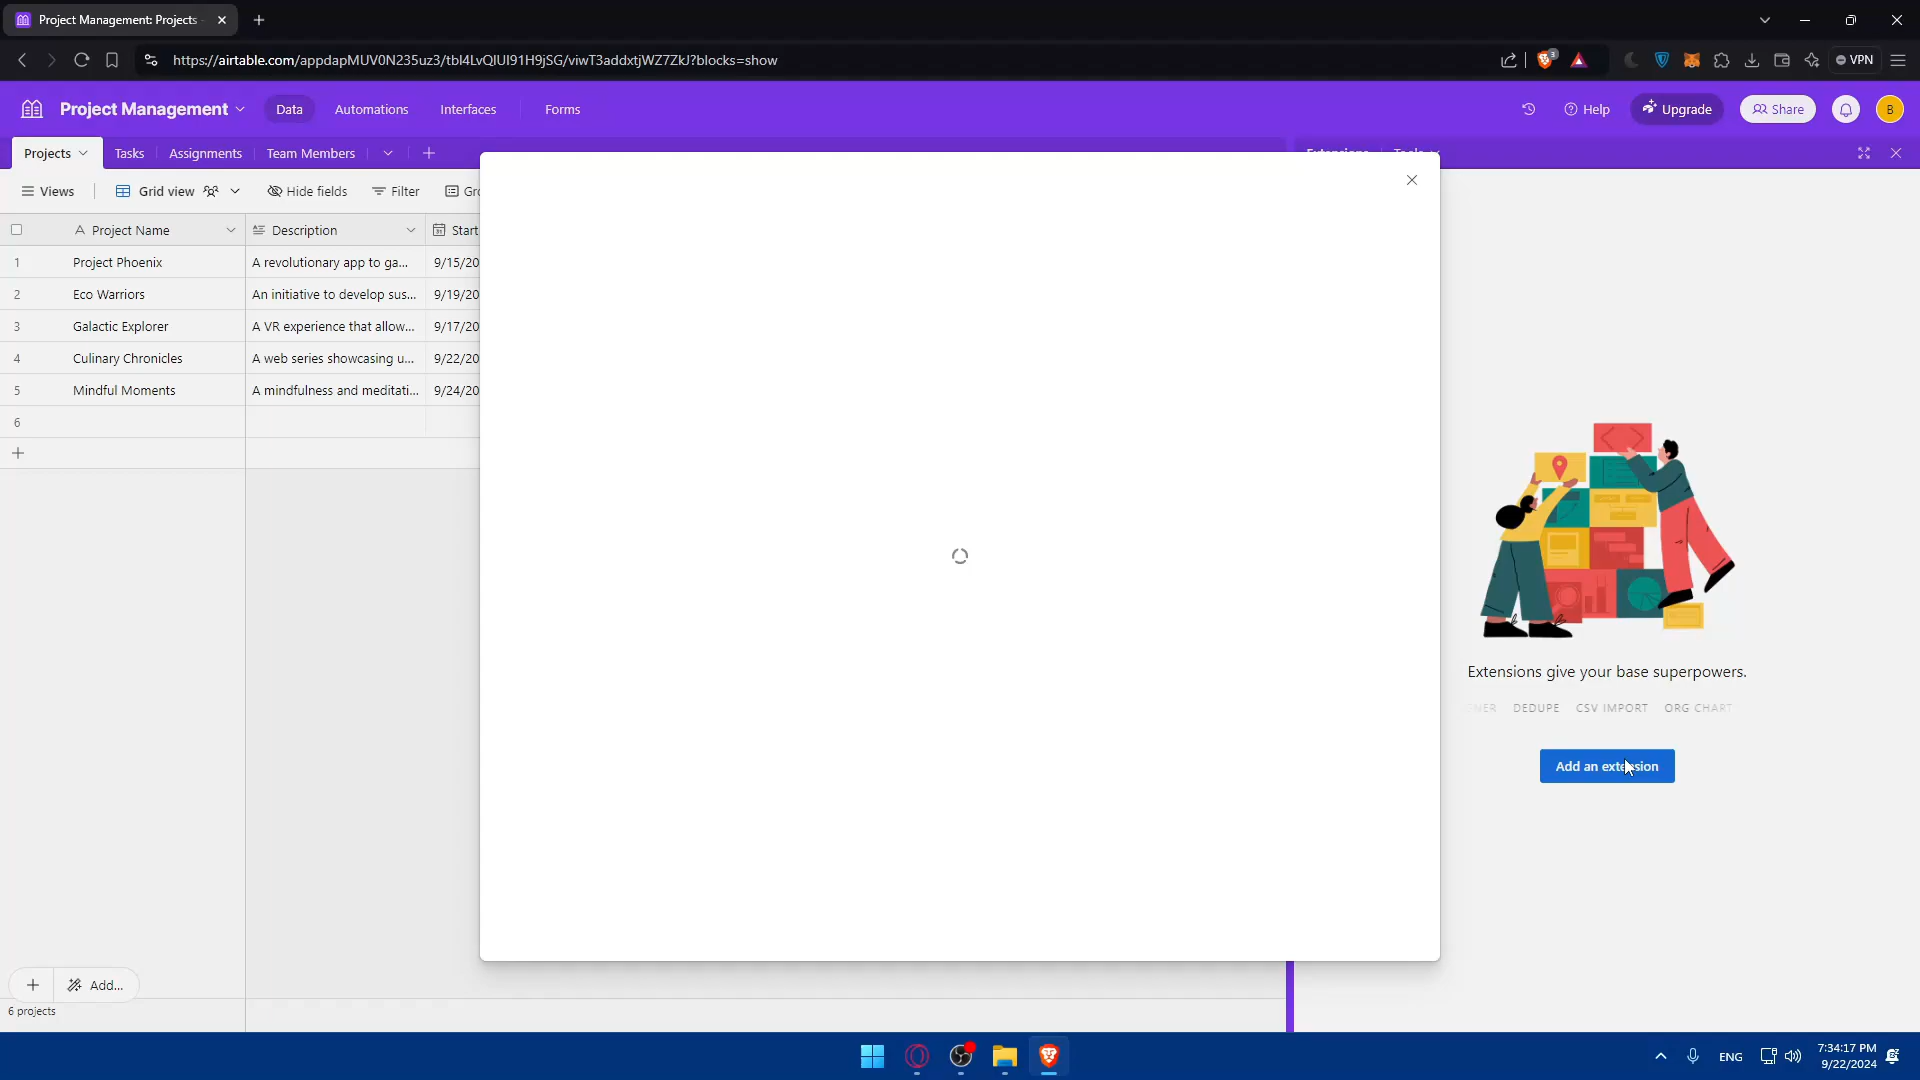 Project Management: Projects
https://airtable.com/appdapMUV0N235uz3/tbl4LvQlUI91H9jSG/viwT3addxtjWZ7ZkJ?blocks=show
3
VPN
Project Management
Data
Automations
Interfaces
Forms
Help
Upgrade
Share
B
Projects
Tasks
Assignments
Team Members
Extensions
Tools
Views
Grid view
Hide fields
Filter
Gro
Project Name
Description
Start
1 Project Phoenix A revolutionary app to ga... 9/15/20
2 Eco Warriors An initiative to develop sus... 9/19/20
3 Galactic Explorer A VR experience that allow... 9/17/20
4 Culinary Chronicles A web series showcasing u... 9/22/20
5 Mindful Moments A mindfulness and meditati... 9/24/20
6
Extensions give your base superpowers.
NER DEDUPE CSV IMPORT ORG CHART
Add an extension
Add...
6 projects
ENG
7:34:17 PM
9/22/2024